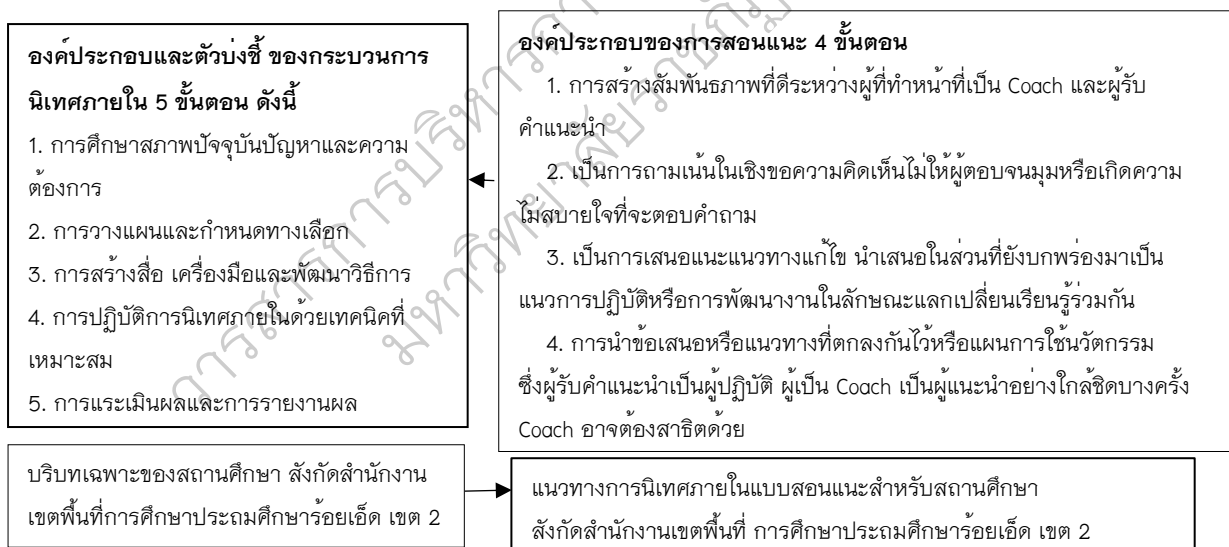 องค์ประกอบและตัวบ่งชี้ ของกระบวนการ
นิเทศภายใน 5 ขั้นตอน ดังนี้
1. การศึกษาสภาพปัจจุบันปัญหาและความ
ต้องการ
2. การวางแผนและกำหนดทางเลือก
3. การสร้างสื่อ เครื่องมือและพัฒนาวิธีการ
4. การปฏิบัติการนิเทศภายในด้วยเทคนิคที่
เหมาะสม
5. การแระเมินผลและการรายงานผล
องค์ประกอบของการสอนแนะ 4 ขั้นตอน
1. การสร้างสัมพันธภาพที่ดีระหว่างผู้ที่ทำหน้าที่เป็น Coach และผู้รับ
คำแนะนำ
2. เป็นการถามเน้นในเชิงขอความคิดเห็นไม่ให้ผู้ตอบจนมุมหรือเกิดความ
ไม่สบายใจที่จะตอบคำถาม
3. เป็นการเสนอแนะแนวทางแก้ไข นำเสนอในส่วนที่ยังบกพร่องมาเป็น
แนวการปฏิบัติหรือการพัฒนางานในลักษณะแลกเปลี่ยนเรียนรู้ร่วมกัน
4. การนำข้อเสนอหรือแนวทางที่ตกลงกันไว้หรือแผนการใช้นวัตกรรม
ซึ่งผู้รับคำแนะนำเป็นผู้ปฏิบัติ ผู้เป็น Coach เป็นผู้แนะนำอย่างใกล้ชิดบางครั้ง
Coach อาจต้องสาธิตด้วย
บริบทเฉพาะของสถานศึกษา สังกัดสำนักงาน
เขตพื้นที่การศึกษาประถมศึกษาร้อยเอ็ด เขต 2
แนวทางการนิเทศภายในแบบสอนแนะสำหรับสถานศึกษา
สังกัดสำนักงานเขตพื้นที่ การศึกษาประถมศึกษาร้อยเอ็ด เขต 2